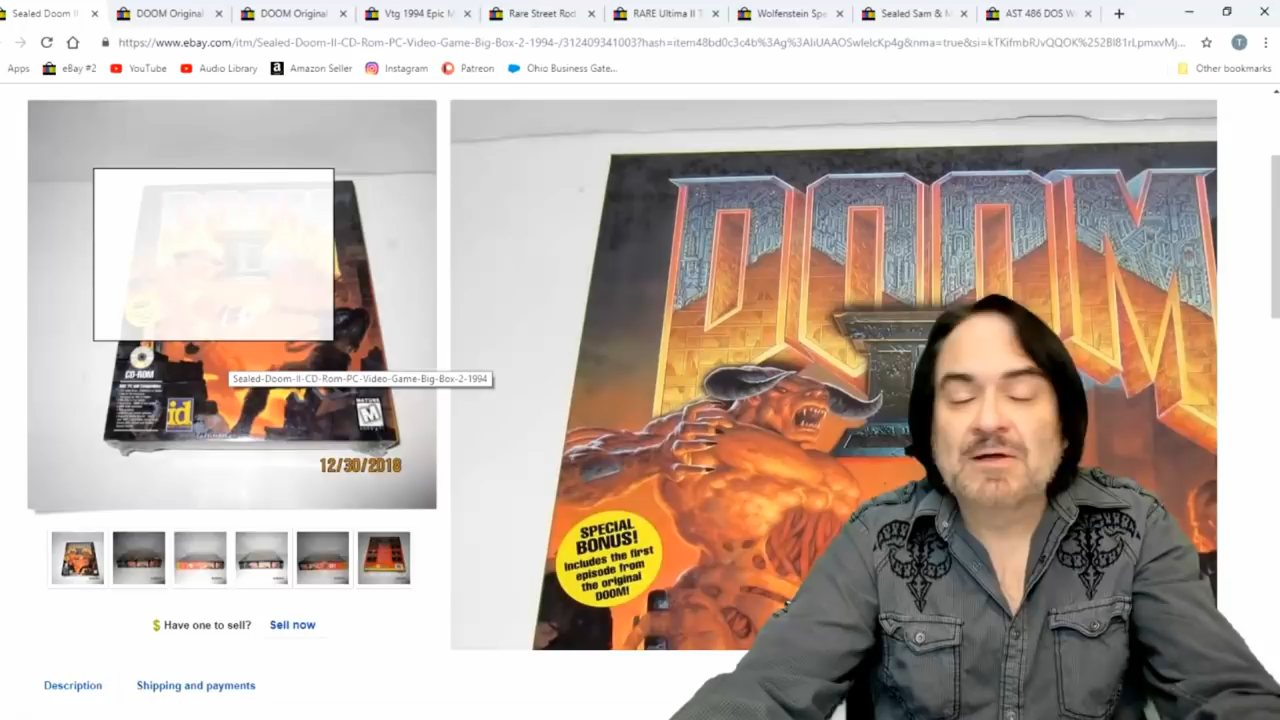 Sealed Doom II
DOOM Original
DOOM Original
Vtg 1994 Epic M
Rare Street Rod
RARE Ultima II T
Wolfenstein Spe
Sealed Sam & M
AST 486 DOS W
https://www.ebay.com/itm/Sealed-Doom-II-CD-Rom-PC-Video-Game-Big-Box-2-1994-/312409341003?hash=item48bd0c3c4b%3Ag%3AIiUAAOSwIelcKp4g&nma=true&si=kTKifmbRJvQQOK%252BI81rLpmxvMj...
T
Apps
eBay #2
YouTube
Audio Library
Amazon Seller
Instagram
Patreon
Ohio Business Gate...
Other bookmarks
DOOM
CD-ROM
id
Sealed-Doom-II-CD-Rom-PC-Video-Game-Big-Box-2-1994
MATURE
M
12/30/2018
SPECIAL
BONUS!
Includes the first
episode from
the original
DOOM!
$ Have one to sell? Sell now
Description
Shipping and payments